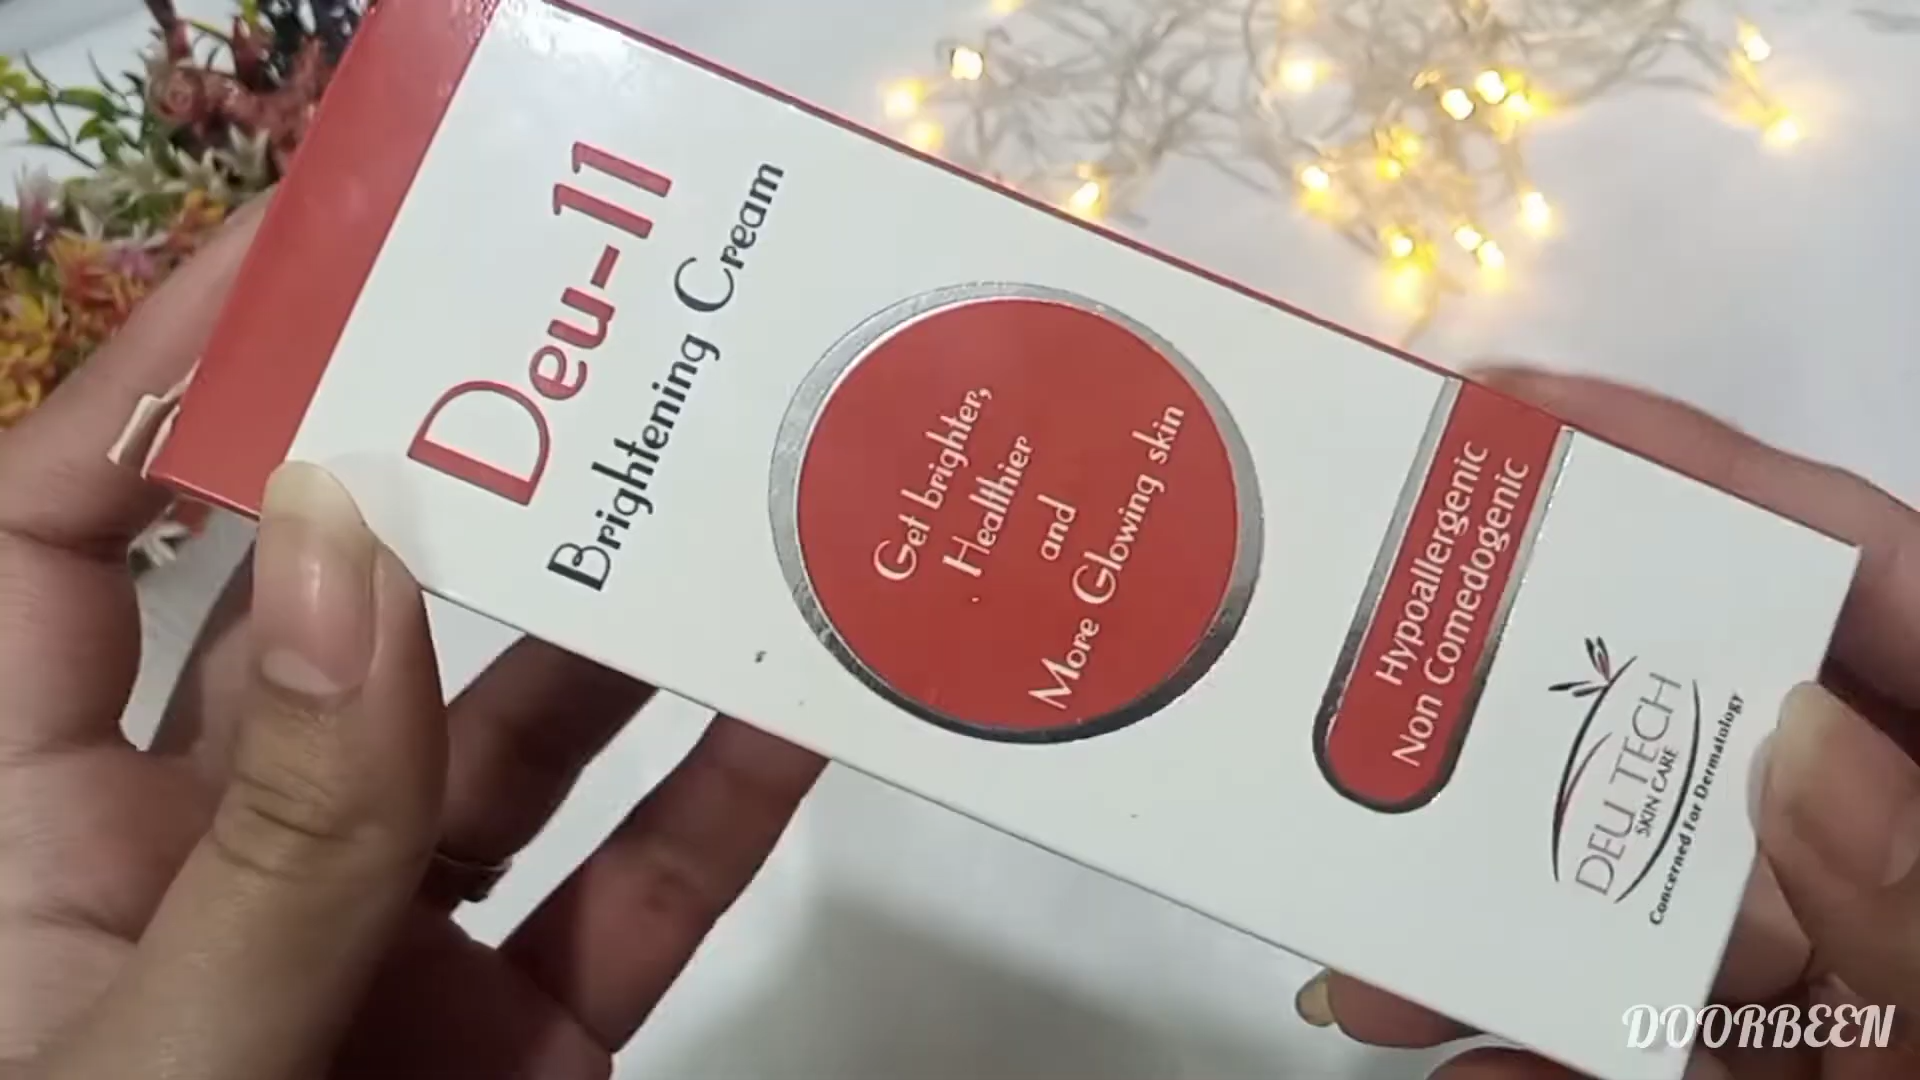 Deu-11
Brightening Cream
Get brighter,
Healthier
and
More Glowing skin
Hypoallergenic
Non Comedogenic
DEU TECH
SKIN CARE
Concerned For Dermatology
DOORBEEN